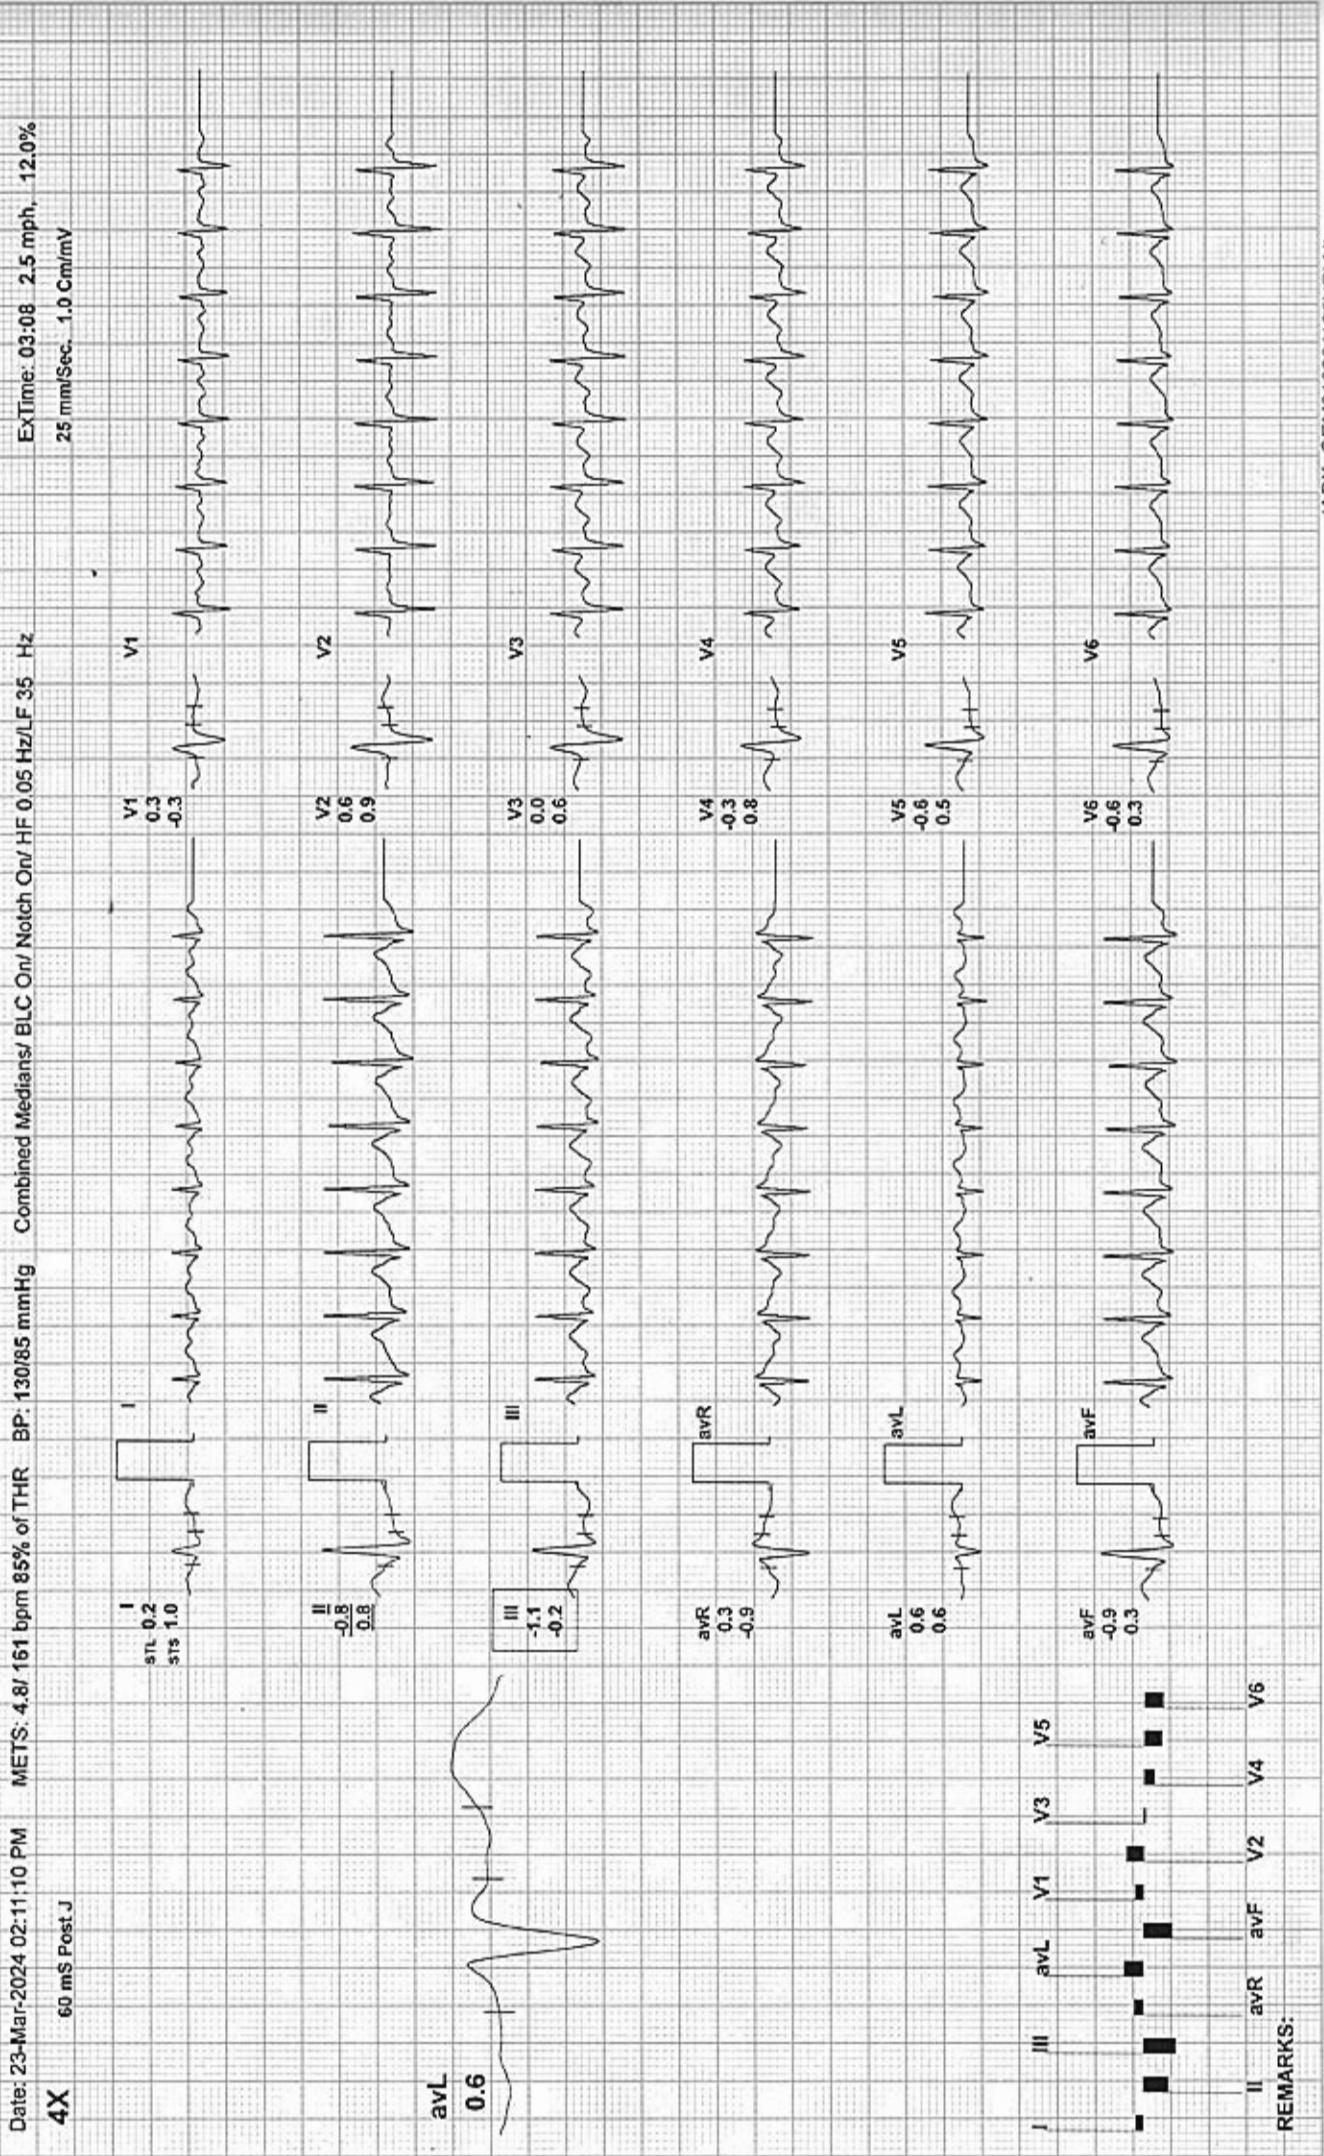 Date: 23-Mar-2024 02:11:10 PM METS: 4.8/ 161 bpm 85% of THR BP: 130/85 mmHg Combined Medians/ BLC On/ Notch On/ HF 0.05 Hz/LF 35 Hz ExTime: 03:08 2.5 mph, 12.0%
4X 60 mS Post J 25 mm/Sec. 1.0 Cm/mV
avL
0.6
I
STL 0.2
STS 1.0
I
V1
0.3
-0.3
V1
II
-0.8
0.8
II
V2
0.6
0.9
V2
III
-1.1
-0.2
III
V3
0.0
0.6
V3
avR
0.3
-0.9
avR
V4
-0.3
0.8
V4
avL
0.6
0.6
avL
V5
-0.6
0.5
V5
avF
-0.9
0.3
avF
V6
-0.6
0.3
V6
I III avL V1 V3 V5
II avR avF V2 V4 V6
REMARKS: